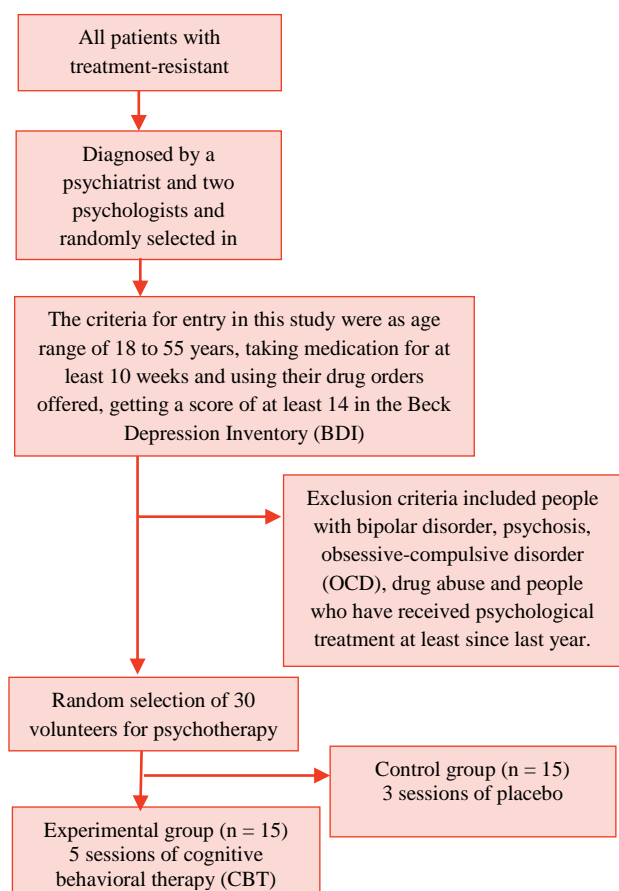 All patients with
treatment-resistant
Diagnosed by a
psychiatrist and two
psychologists and
randomly selected in
The criteria for entry in this study were as age
range of 18 to 55 years, taking medication for at
least 10 weeks and using their drug orders
offered, getting a score of at least 14 in the Beck
Depression Inventory (BDI)
Exclusion criteria included people
with bipolar disorder, psychosis,
obsessive-compulsive disorder
(OCD), drug abuse and people
who have received psychological
treatment at least since last year.
Random selection of 30
volunteers for psychotherapy
Control group (n = 15)
3 sessions of placebo
Experimental group (n = 15)
5 sessions of cognitive
behavioral therapy (CBT)